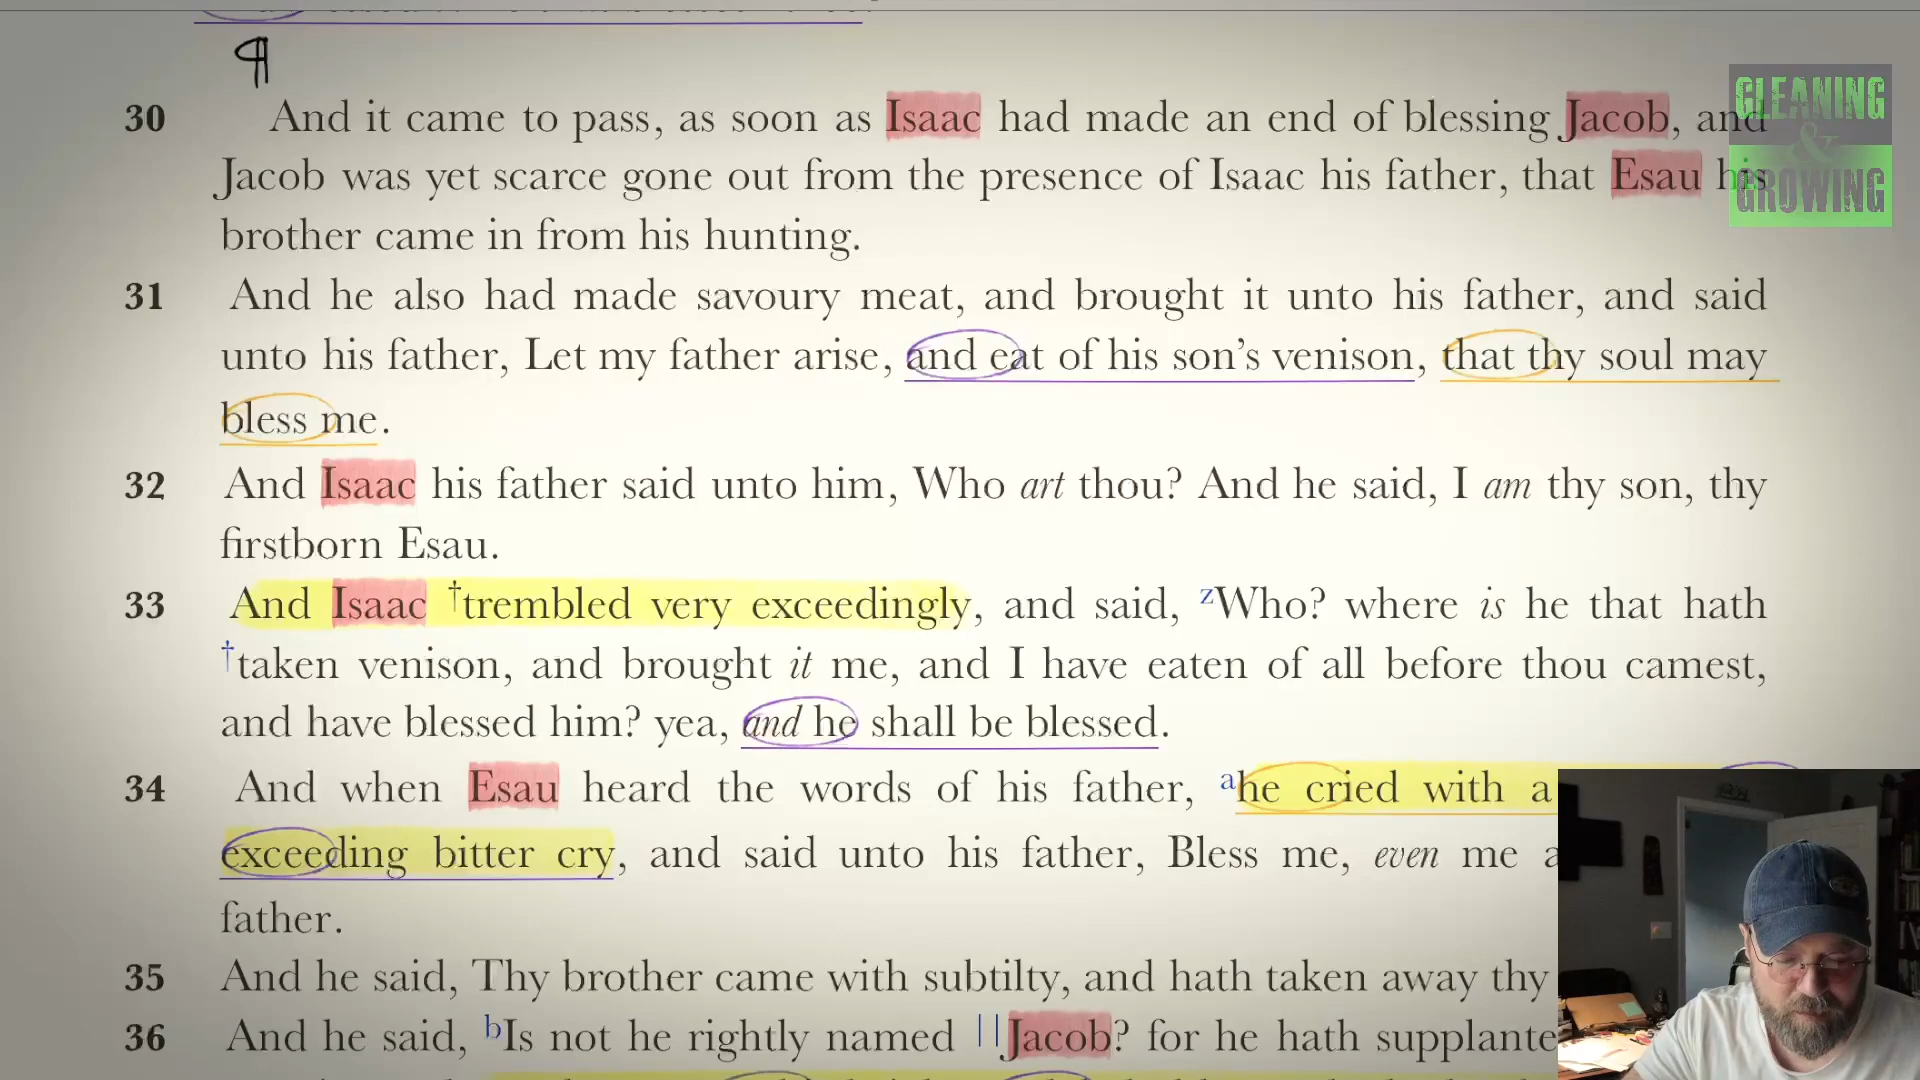 ¶
30 And it came to pass, as soon as Isaac had made an end of blessing Jacob, and
Jacob was yet scarce gone out from the presence of Isaac his father, that Esau his
brother came in from his hunting.
31 And he also had made savoury meat, and brought it unto his father, and said
unto his father, Let my father arise, and eat of his son’s venison, that thy soul may
bless me.
32 And Isaac his father said unto him, Who art thou? And he said, I am thy son, thy
firstborn Esau.
33 And Isaac †trembled very exceedingly, and said, zWho? where is he that hath
†taken venison, and brought it me, and I have eaten of all before thou camest,
and have blessed him? yea, and he shall be blessed.
34 And when Esau heard the words of his father, ahe cried with a
exceeding bitter cry, and said unto his father, Bless me, even me
father.
35 And he said, Thy brother came with subtilty, and hath taken away thy
36 And he said, bIs not he rightly named ||Jacob? for he hath supplante
GLEANING
&
GROWING